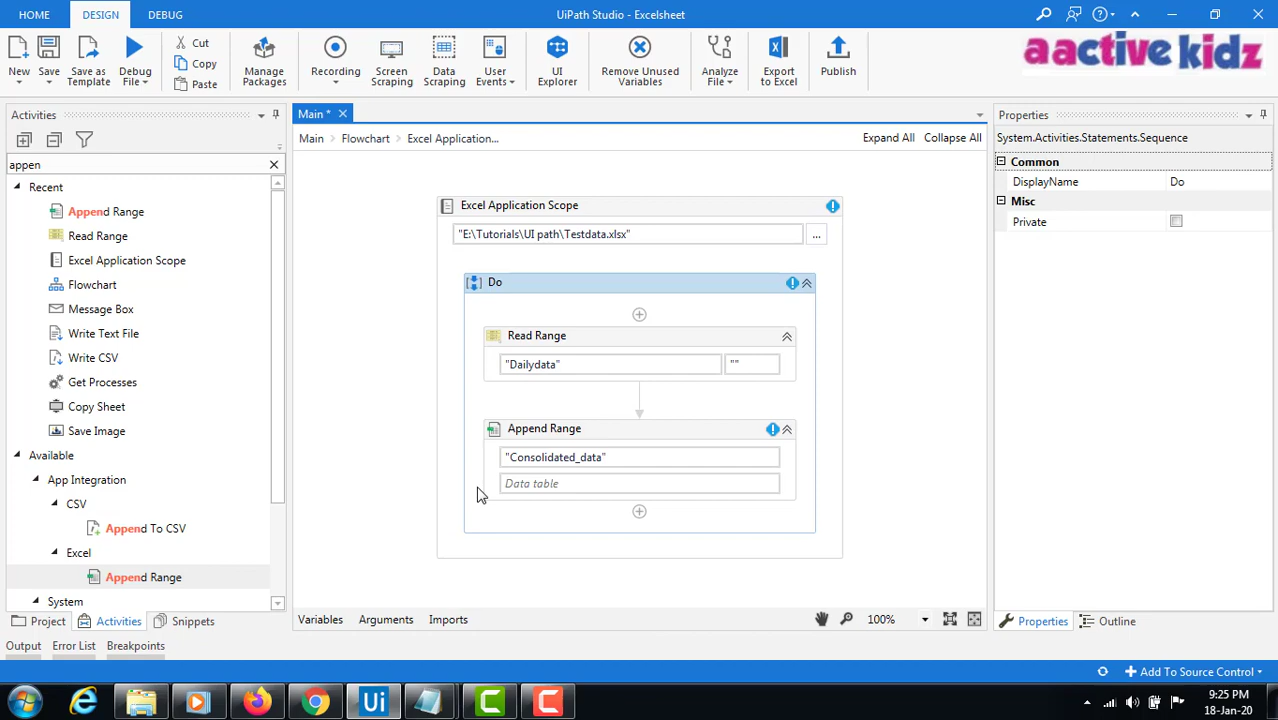 HOME DESIGN DEBUG UiPath Studio - Excelsheet
New Save Save as Template Debug File Cut Copy Paste Manage Packages Recording Screen Scraping Data Scraping User Events UI Explorer Remove Unused Variables Analyze File Export to Excel Publish
aactive kidz
Activities
appen
Recent
Append Range
Read Range
Excel Application Scope
Flowchart
Message Box
Write Text File
Write CSV
Get Processes
Copy Sheet
Save Image
Available
App Integration
CSV
Append To CSV
Excel
Append Range
System
Project Activities Snippets
Main *
Main Flowchart Excel Application... Expand All Collapse All
Excel Application Scope
"E:\Tutorials\UI path\Testdata.xlsx" ...
Do
Read Range
"Dailydata" ""
Append Range
"Consolidated_data"
Data table
Variables Arguments Imports 100%
Properties
System.Activities.Statements.Sequence
Common
DisplayName Do
Misc
Private
Properties Outline
Output Error List Breakpoints
Add To Source Control
Ui
9:25 PM
18-Jan-20